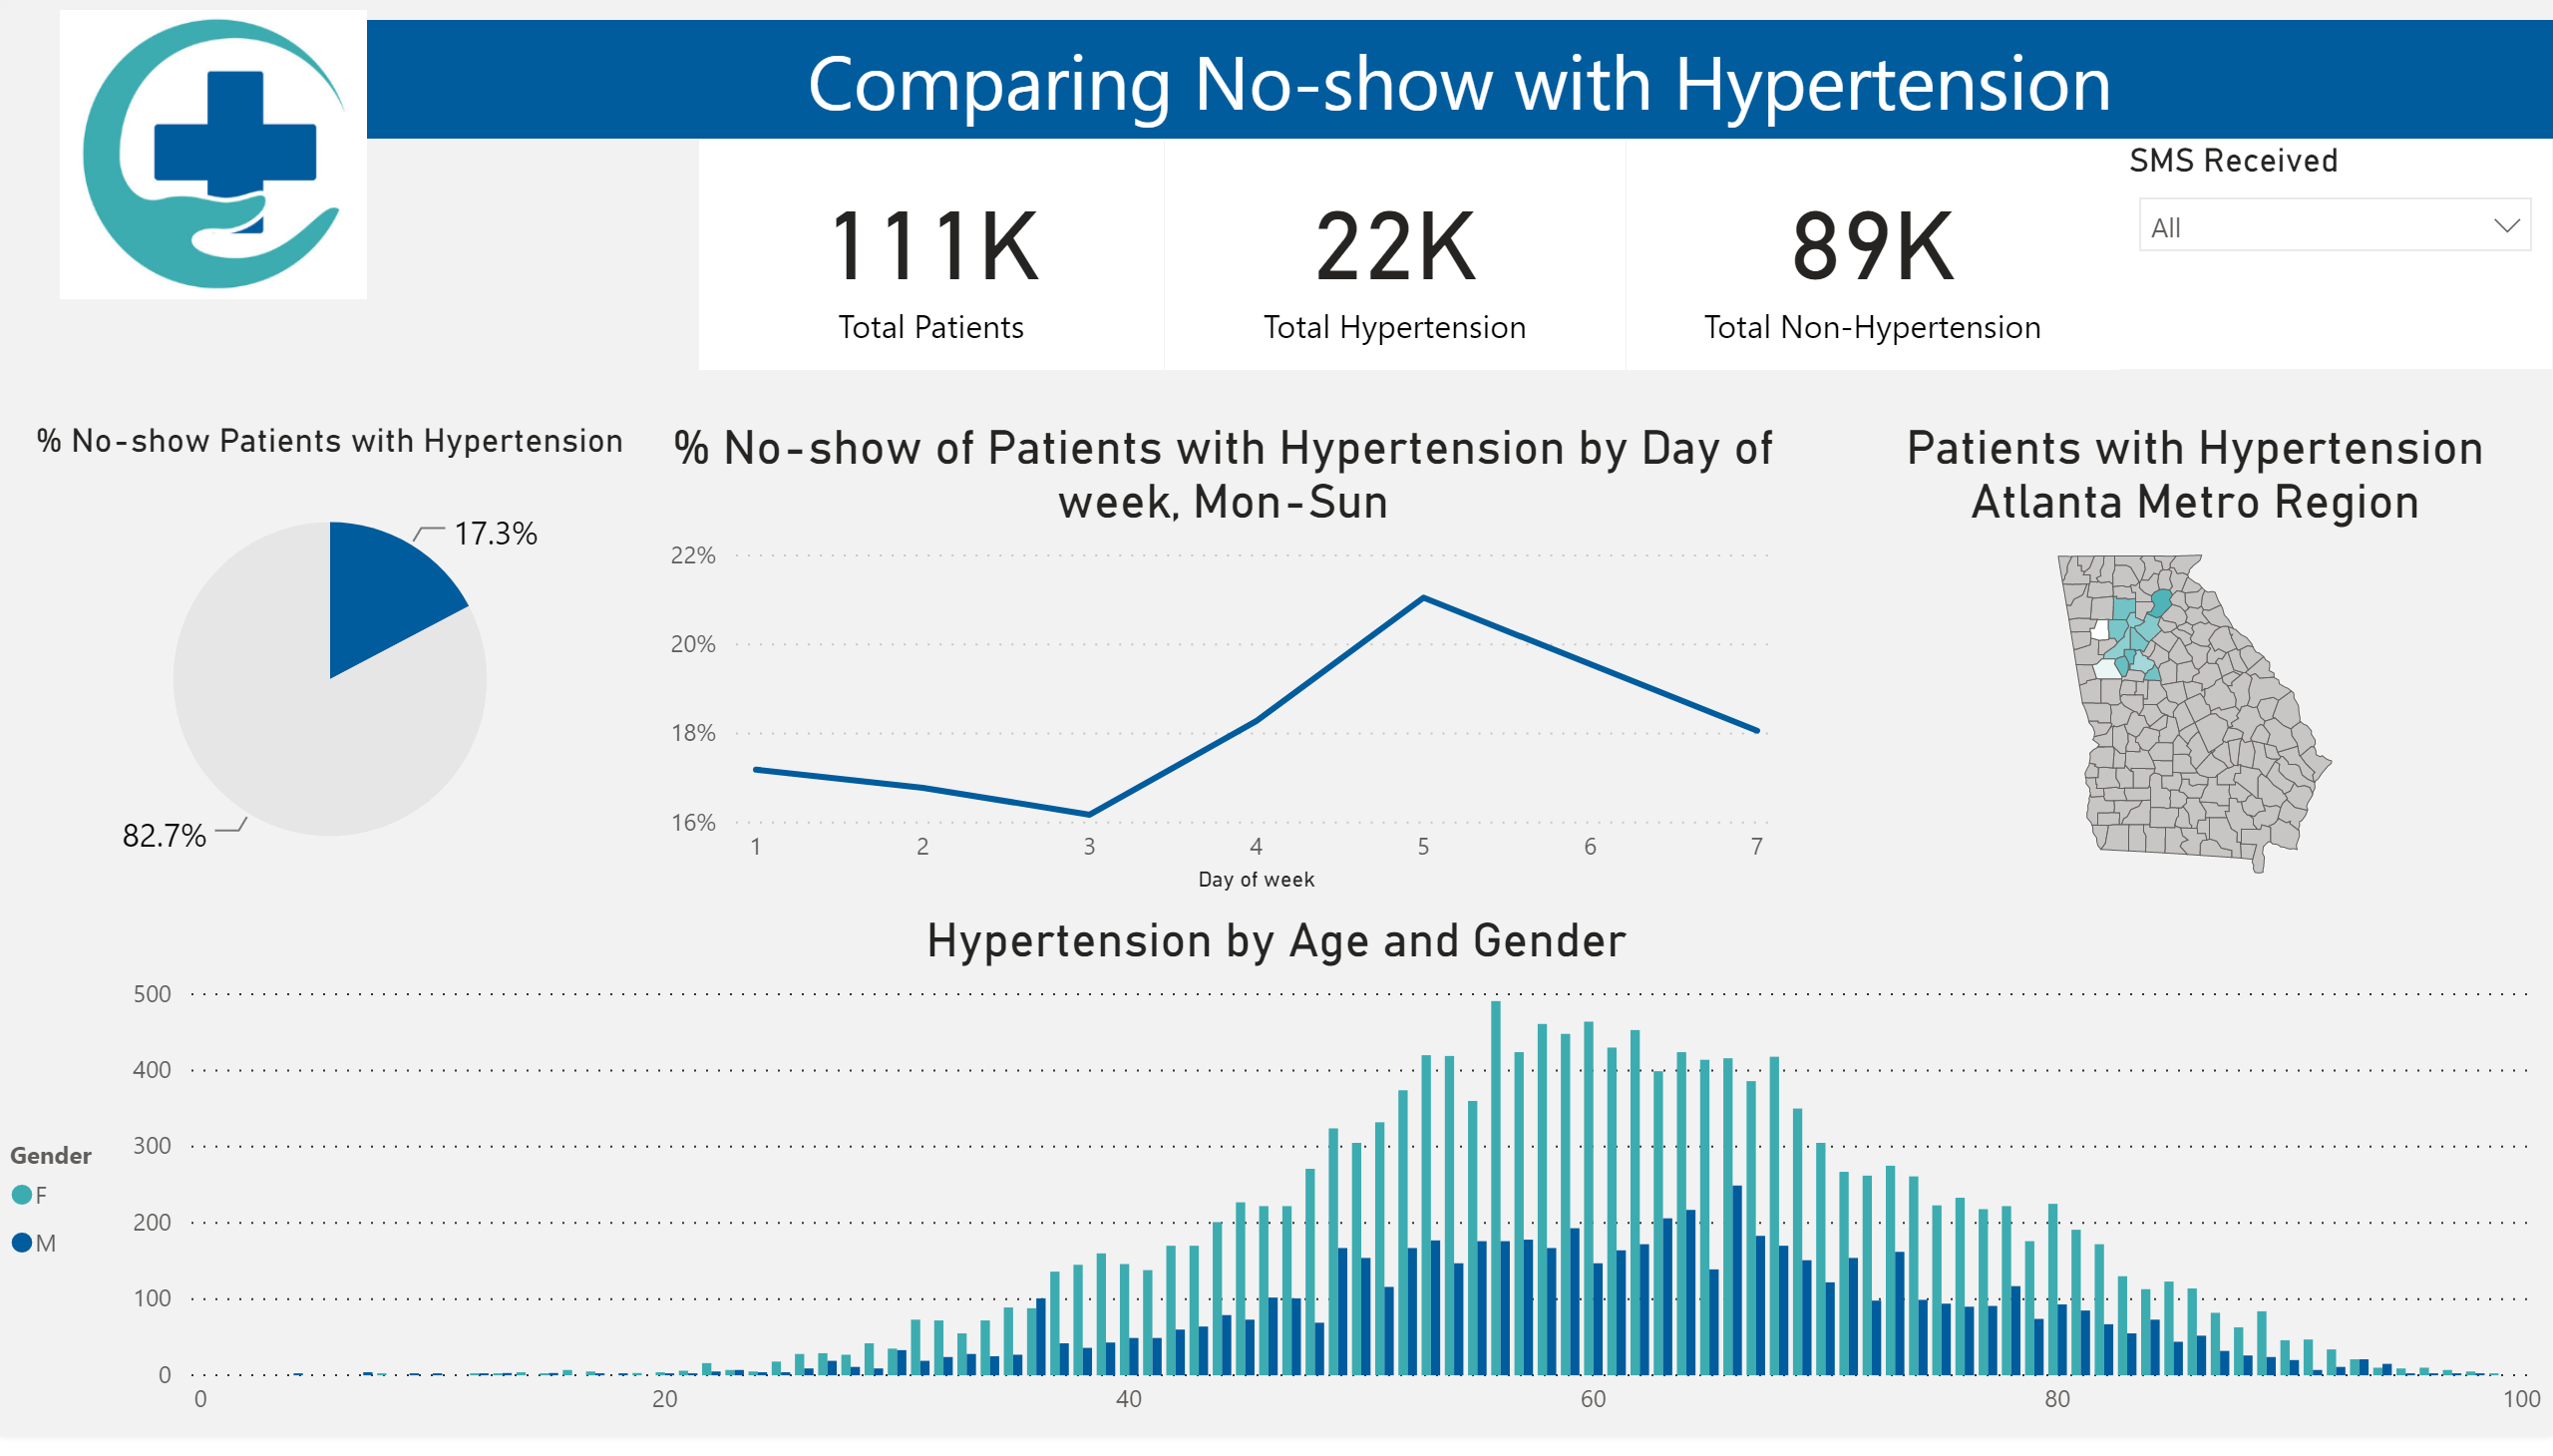 Comparing No-show with Hypertension
111K
Total Patients
22K
Total Hypertension
89K
Total Non-Hypertension
SMS Received
All
% No-show Patients with Hypertension
17.3%
82.7%
% No-show of Patients with Hypertension by Day of
week, Mon-Sun
22%
20%
18%
16%
1 2 3 4 5 6 7
Day of week
Patients with Hypertension
Atlanta Metro Region
Hypertension by Age and Gender
Gender
F
M
500
400
300
200
100
0
0 20 40 60 80 100